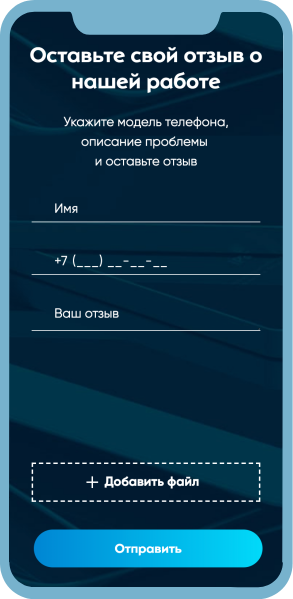 Оставьте свой отзыв о
нашей работе
Укажите модель телефона,
описание проблемы
и оставьте отзыв
Имя
+7 (___) __-__-__
Ваш отзыв
+ Добавить файл
Отправить